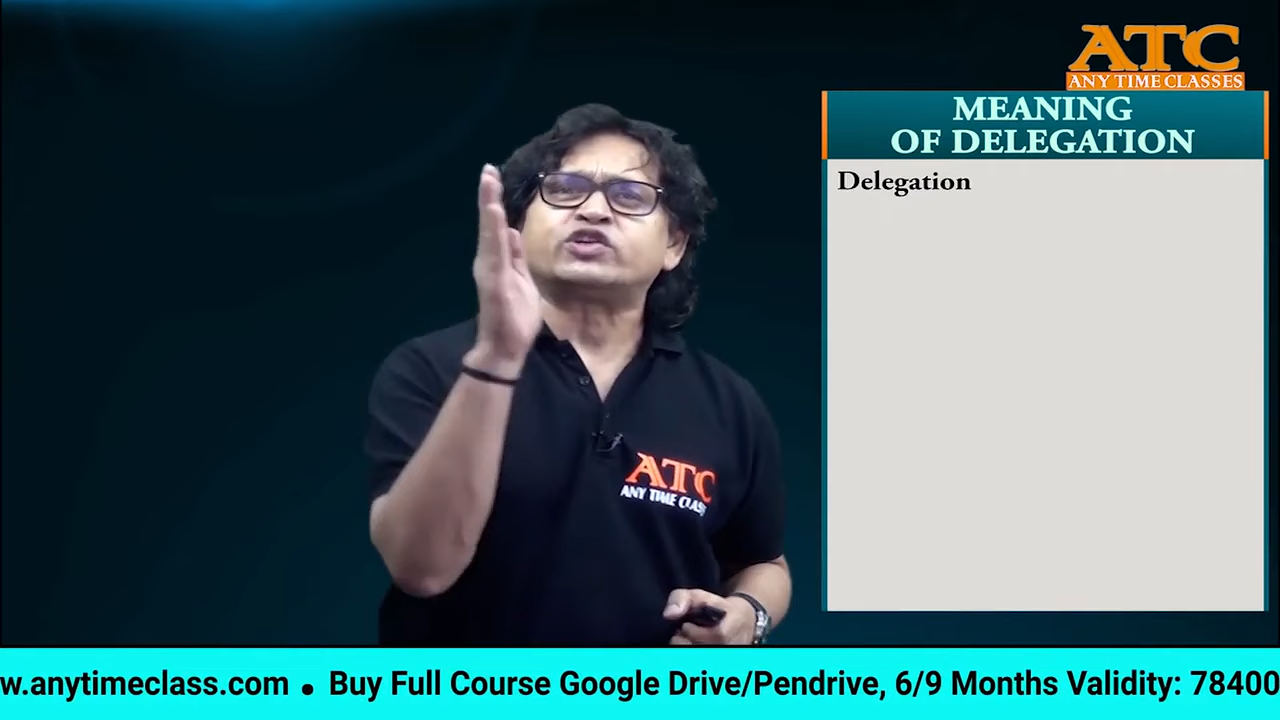 ATC
ANY TIME CLASSES
MEANING
OF DELEGATION
Delegation
ATC
ANY TIME CLAS
w.anytimeclass.com • Buy Full Course Google Drive/Pendrive, 6/9 Months Validity: 78400